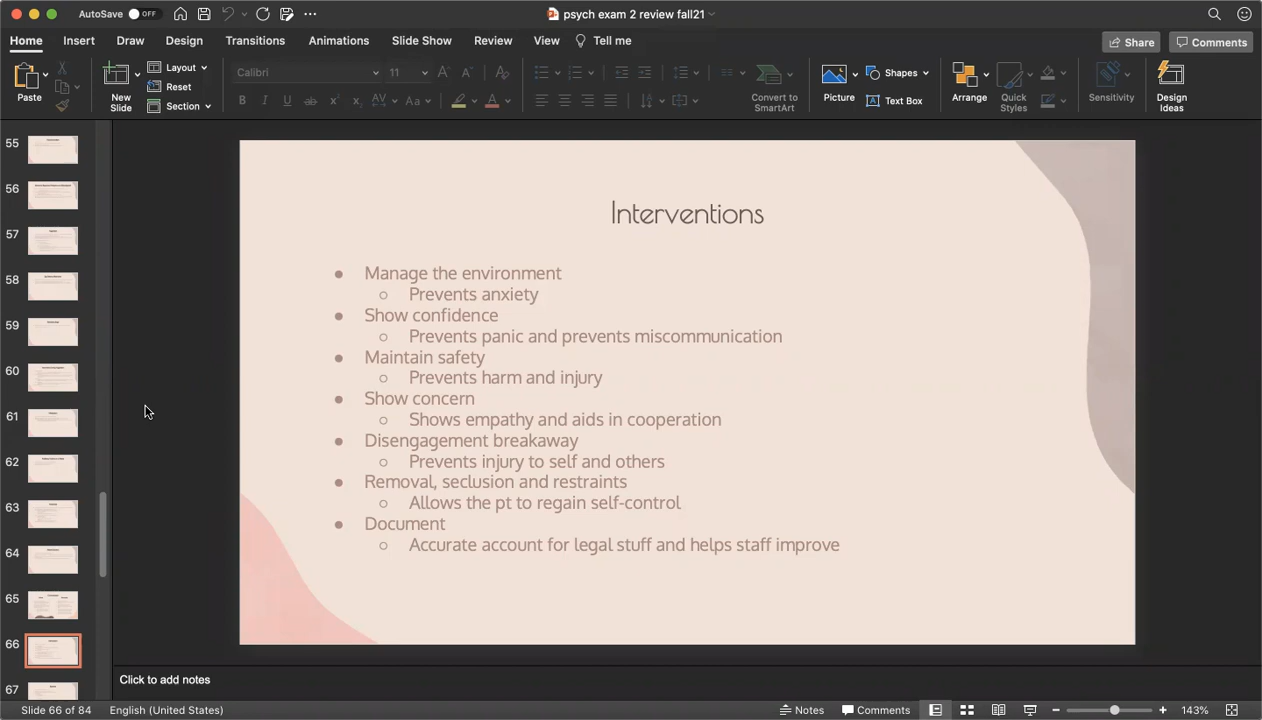 AutoSave OFF
psych exam 2 review fall21
Home Insert Draw Design Transitions Animations Slide Show Review View Tell me Share Comments
Paste
New Slide
Layout
Reset
Section
Calibri 11
Convert to SmartArt
Picture
Shapes
Text Box
Arrange
Quick Styles
Sensitivity
Design Ideas
55
56
57
58
59
60
61
62
63
64
65
66
67
Interventions
Manage the environment
Prevents anxiety
Show confidence
Prevents panic and prevents miscommunication
Maintain safety
Prevents harm and injury
Show concern
Shows empathy and aids in cooperation
Disengagement breakaway
Prevents injury to self and others
Removal, seclusion and restraints
Allows the pt to regain self-control
Document
Accurate account for legal stuff and helps staff improve
Click to add notes
Slide 66 of 84 English (United States) Notes Comments 143%